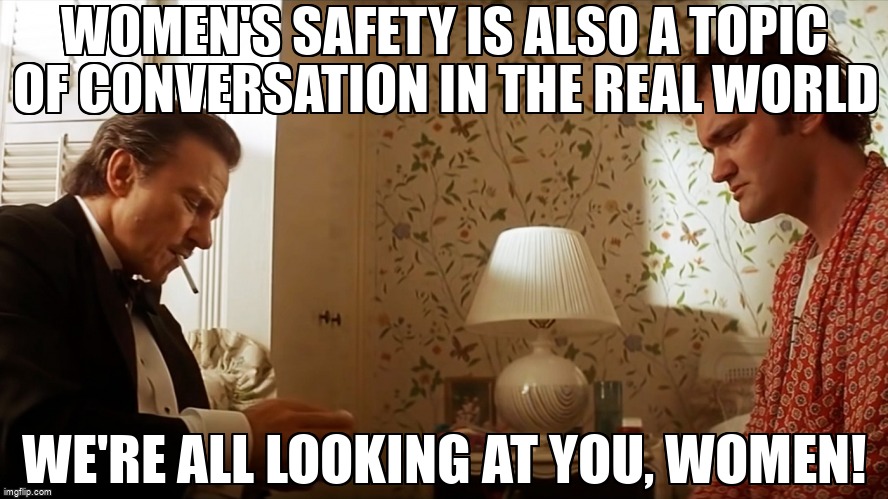 WOMEN'S SAFETY IS ALSO A TOPIC
OF CONVERSATION IN THE REAL WORLD
WE'RE ALL LOOKING AT YOU, WOMEN!
imgflip.com